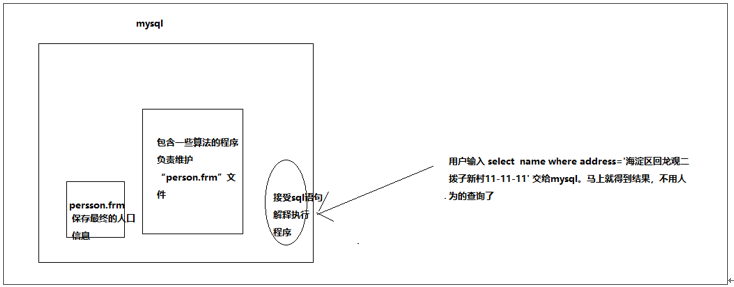 mysql
包含一些算法的程序
负责维护
“person.frm”文
件
persson.frm
保存最终的人口
信息
接受sql语句
解释执行
程序
用户输入 select name where address='海淀区回龙观二
拨子新村11-11-11' 交给mysql。马上就得到结果，不用人
为的查询了